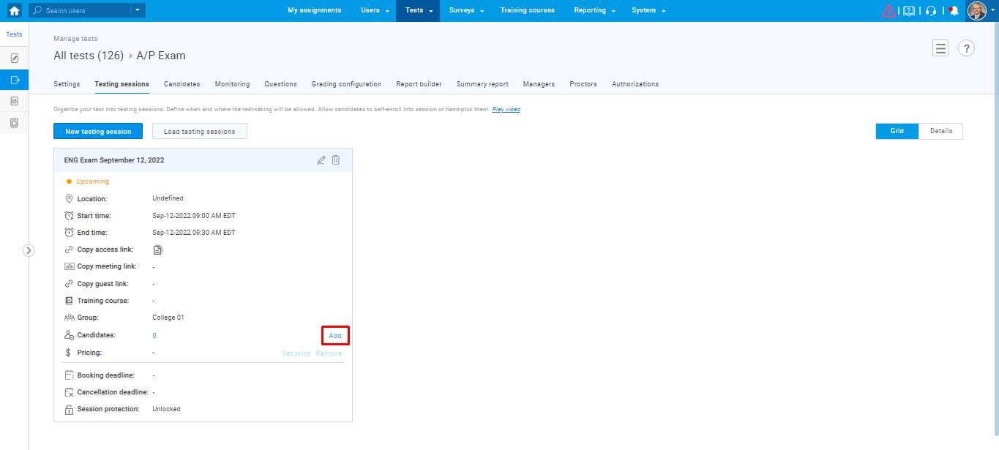 Search users
My assignments Users Tests Surveys Training courses Reporting System
Tests
Manage tests
All tests (126) › A/P Exam
?
Settings Testing sessions Candidates Monitoring Questions Grading configuration Report builder Summary report Managers Proctors Authorizations
Organize your test into testing sessions. Define when and where the test-taking will be allowed. Allow candidates to self-enroll into session or hand-pick them. Play video
New testing session Load testing sessions Grid Details
ENG Exam September 12, 2022
Upcoming
Location: Undefined
Start time: Sep-12-2022 09:00 AM EDT
End time: Sep-12-2022 09:30 AM EDT
Copy access link:
Copy meeting link: -
Copy guest link: -
Training course: -
Group: College 01
Candidates: 0 Add
Pricing: - Set price Remove
Booking deadline: -
Cancellation deadline: -
Session protection: Unlocked